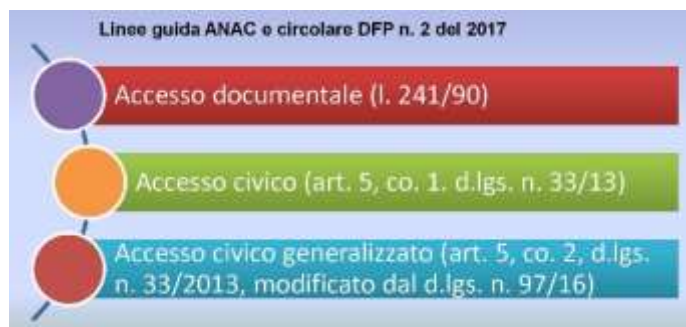 Linee guida ANAC e circolare DFP n. 2 del 2017
Accesso documentale (l. 241/90)
Accesso civico (art. 5, co. 1. d.lgs. n. 33/13)
Accesso civico generalizzato (art. 5, co. 2, d.lgs.
n. 33/2013, modificato dal d.lgs. n. 97/16)